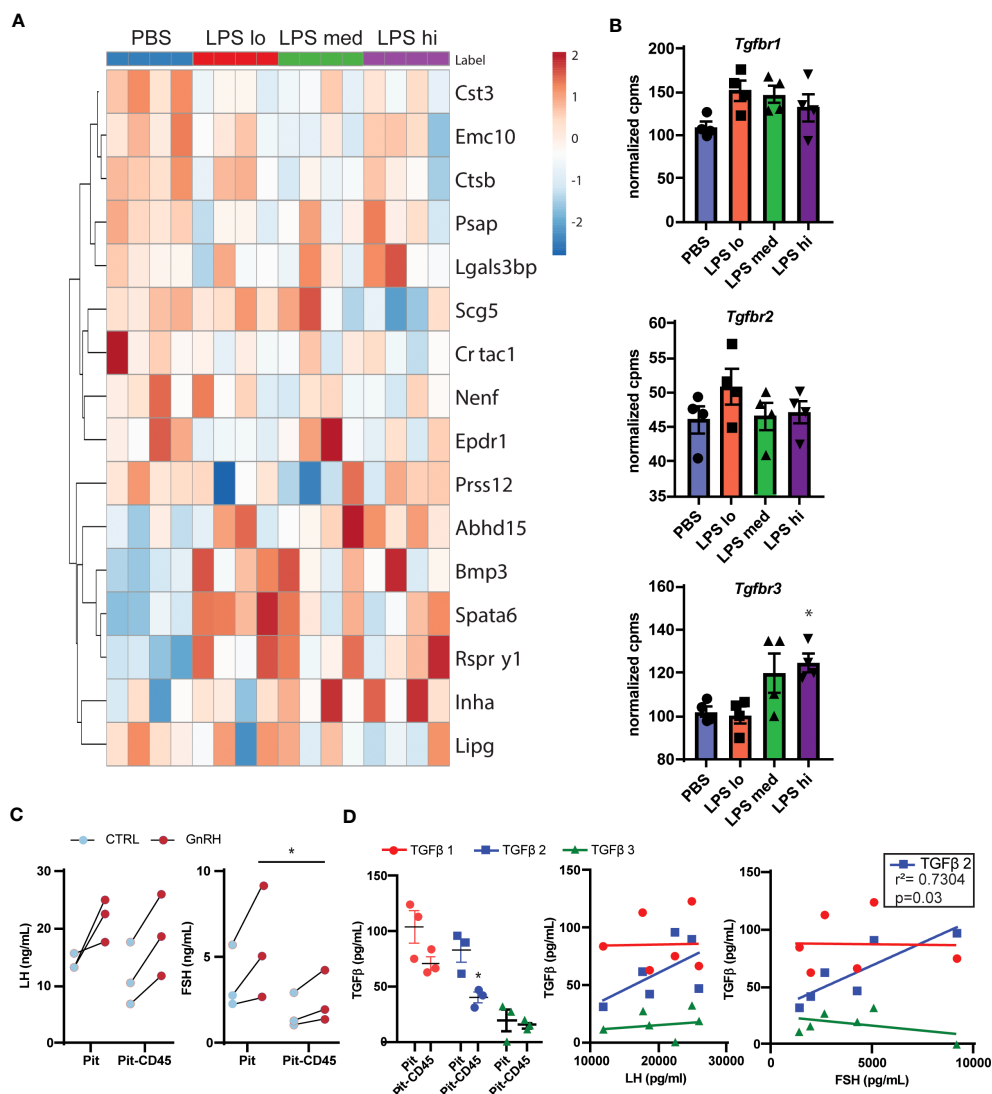 A
PBS LPS lo LPS med LPS hi
Label
Cst3
Emc10
Ctsb
Psap
Lgals3bp
Scg5
Cr tac1
Nenf
Epdr1
Prss12
Abhd15
Bmp3
Spata6
Rspr y1
Inha
Lipg
2
1
0
-1
-2
B
Tgfbr1
normalized cpms
200
150
100
50
0
PBS
LPS lo
LPS med
LPS hi
Tgfbr2
normalized cpms
60
55
50
45
40
35
PBS
LPS lo
LPS med
LPS hi
Tgfbr3
normalized cpms
160
140
120
100
80
*
PBS
LPS lo
LPS med
LPS hi
C
CTRL GnRH
LH (ng/mL)
30
20
10
0
Pit Pit-CD45
FSH (ng/mL)
10
5
0
*
Pit Pit-CD45
D
TGFβ 1 TGFβ 2 TGFβ 3
TGFβ (pg/mL)
150
100
50
0
*
Pit
Pit-CD45
Pit
Pit-CD45
Pit
Pit-CD45
TGFβ (pg/mL)
150
100
50
0
10000 20000 30000
LH (pg/ml)
TGFβ (pg/mL)
150
100
50
0
0 5000 10000
FSH (pg/mL)
TGFβ 2
r²= 0.7304
p=0.03